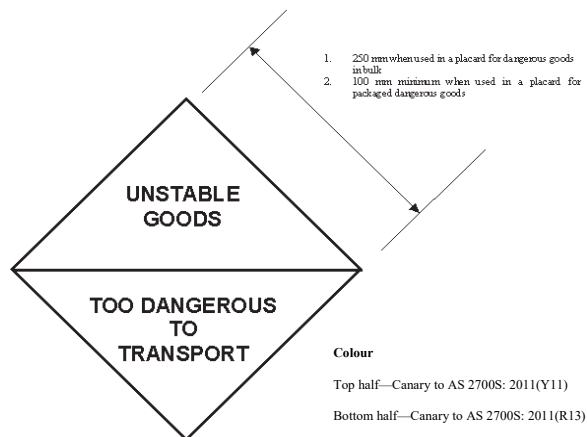 1. 250 mm when used in a placard for dangerous goods
in bulk
2. 100 mm minimum when used in a placard for
packaged dangerous goods
UNSTABLE
GOODS
TOO DANGEROUS
TO
TRANSPORT
Colour
Top half—Canary to AS 2700S: 2011(Y11)
Bottom half—Canary to AS 2700S: 2011(R13)